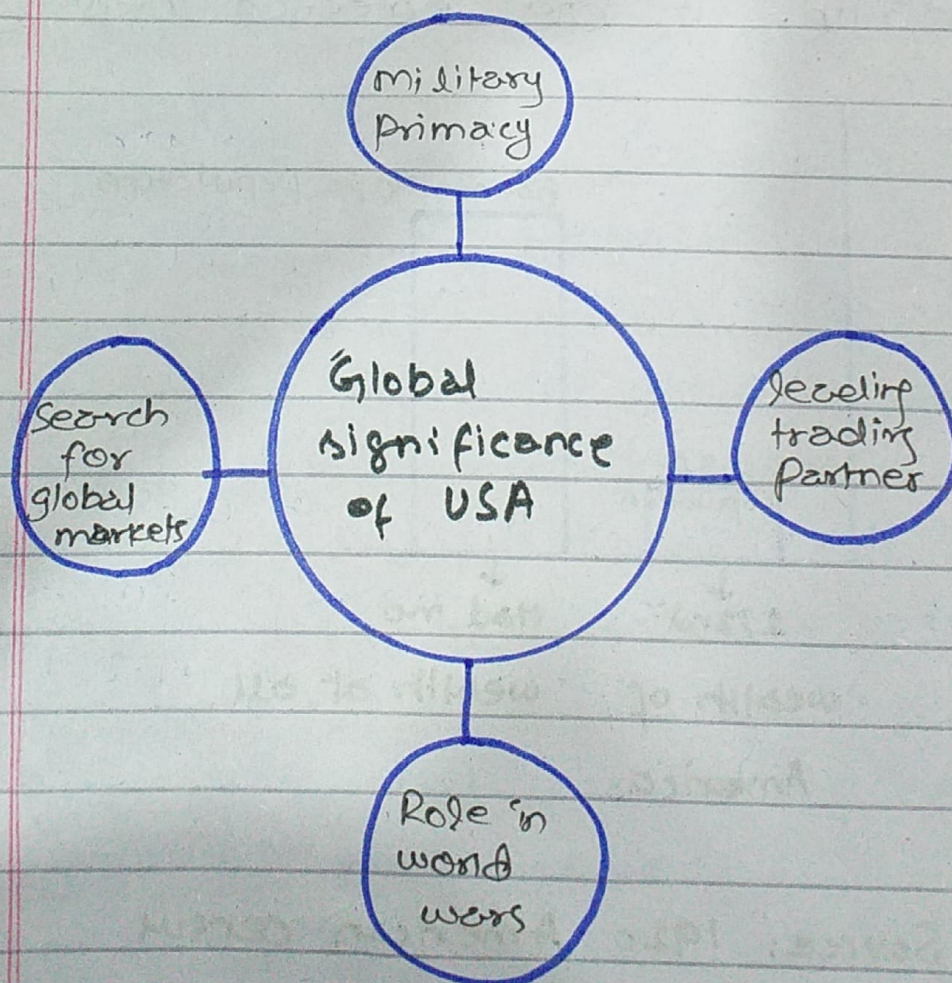 military
primacy
Global
significance
of USA
search
for
global
markets
leading
trading
partner
Role in
world
wars